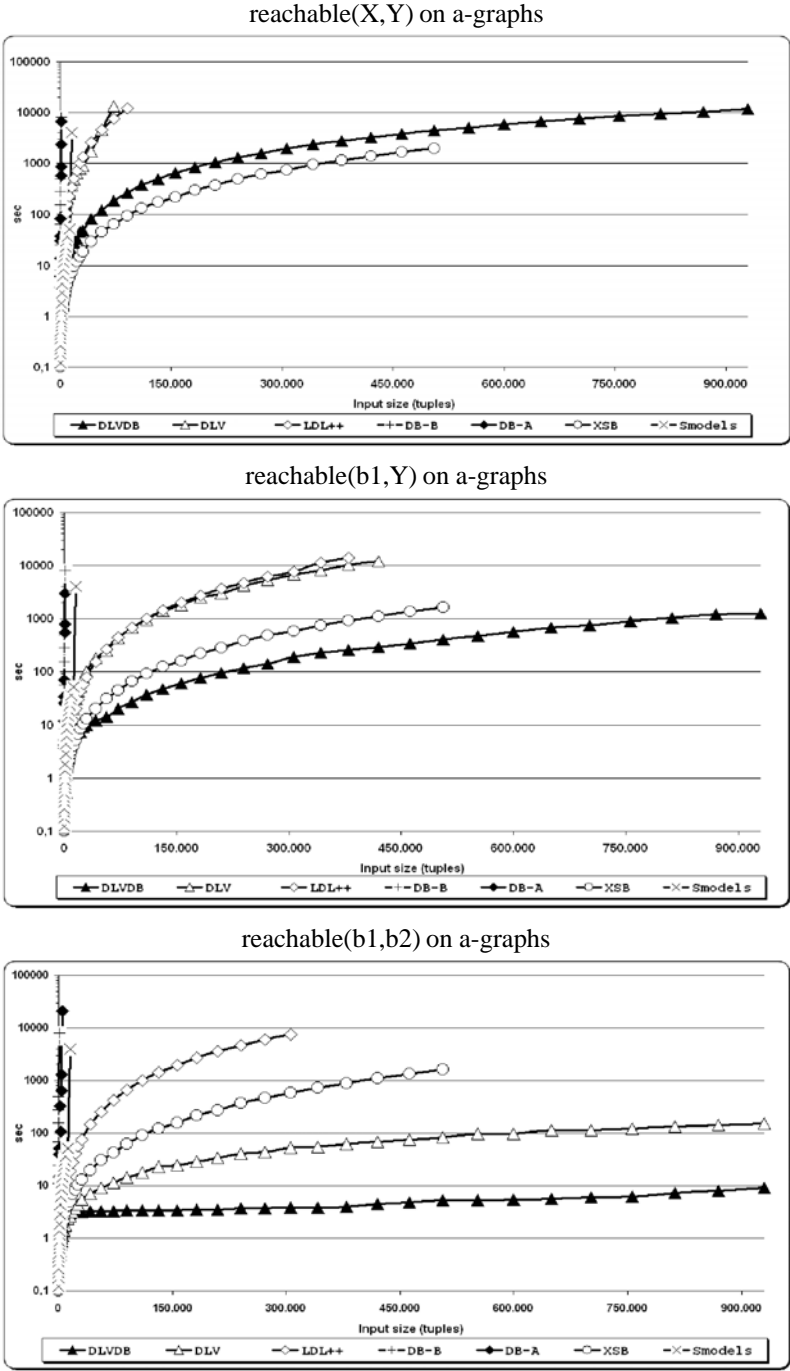 reachable(X,Y) on a-graphs
100000
10000
1000
100
10
1
0,1
sec
0 150.000 300.000 450.000 600.000 750.000 900.000
Input size (tuples)
DLVDB DLV LDL++ DB-B DB-A XSB Smodels
reachable(b1,Y) on a-graphs
100000
10000
1000
100
10
1
0,1
sec
0 150.000 300.000 450.000 600.000 750.000 900.000
Input size (tuples)
DLVDB DLV LDL++ DB-B DB-A XSB Smodels
reachable(b1,b2) on a-graphs
100000
10000
1000
100
10
1
0,1
sec
0 150.000 300.000 450.000 600.000 750.000 900.000
Input size (tuples)
DLVDB DLV LDL++ DB-B DB-A XSB Smodels